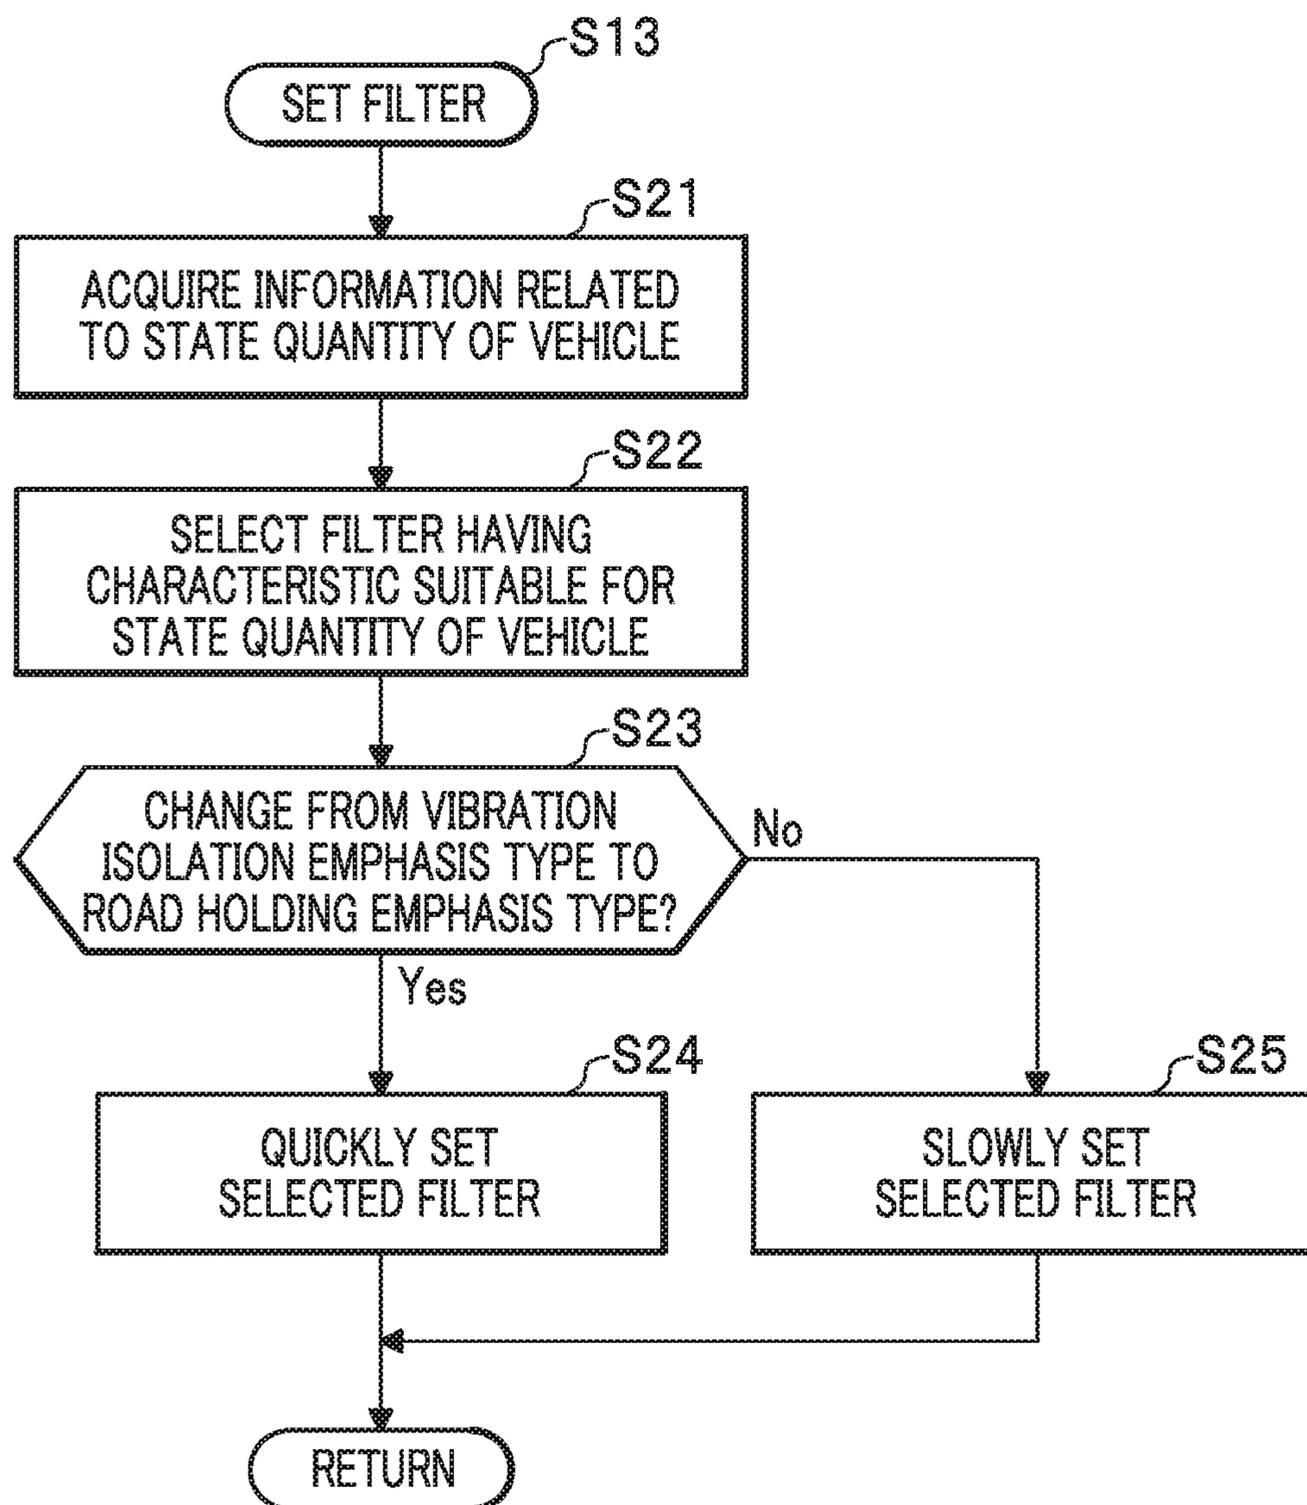 S13
SET FILTER
S21
ACQUIRE INFORMATION RELATED
TO STATE QUANTITY OF VEHICLE
S22
SELECT FILTER HAVING
CHARACTERISTIC SUITABLE FOR
STATE QUANTITY OF VEHICLE
S23
CHANGE FROM VIBRATION
ISOLATION EMPHASIS TYPE TO
ROAD HOLDING EMPHASIS TYPE?
No
Yes
S24
QUICKLY SET
SELECTED FILTER
S25
SLOWLY SET
SELECTED FILTER
RETURN